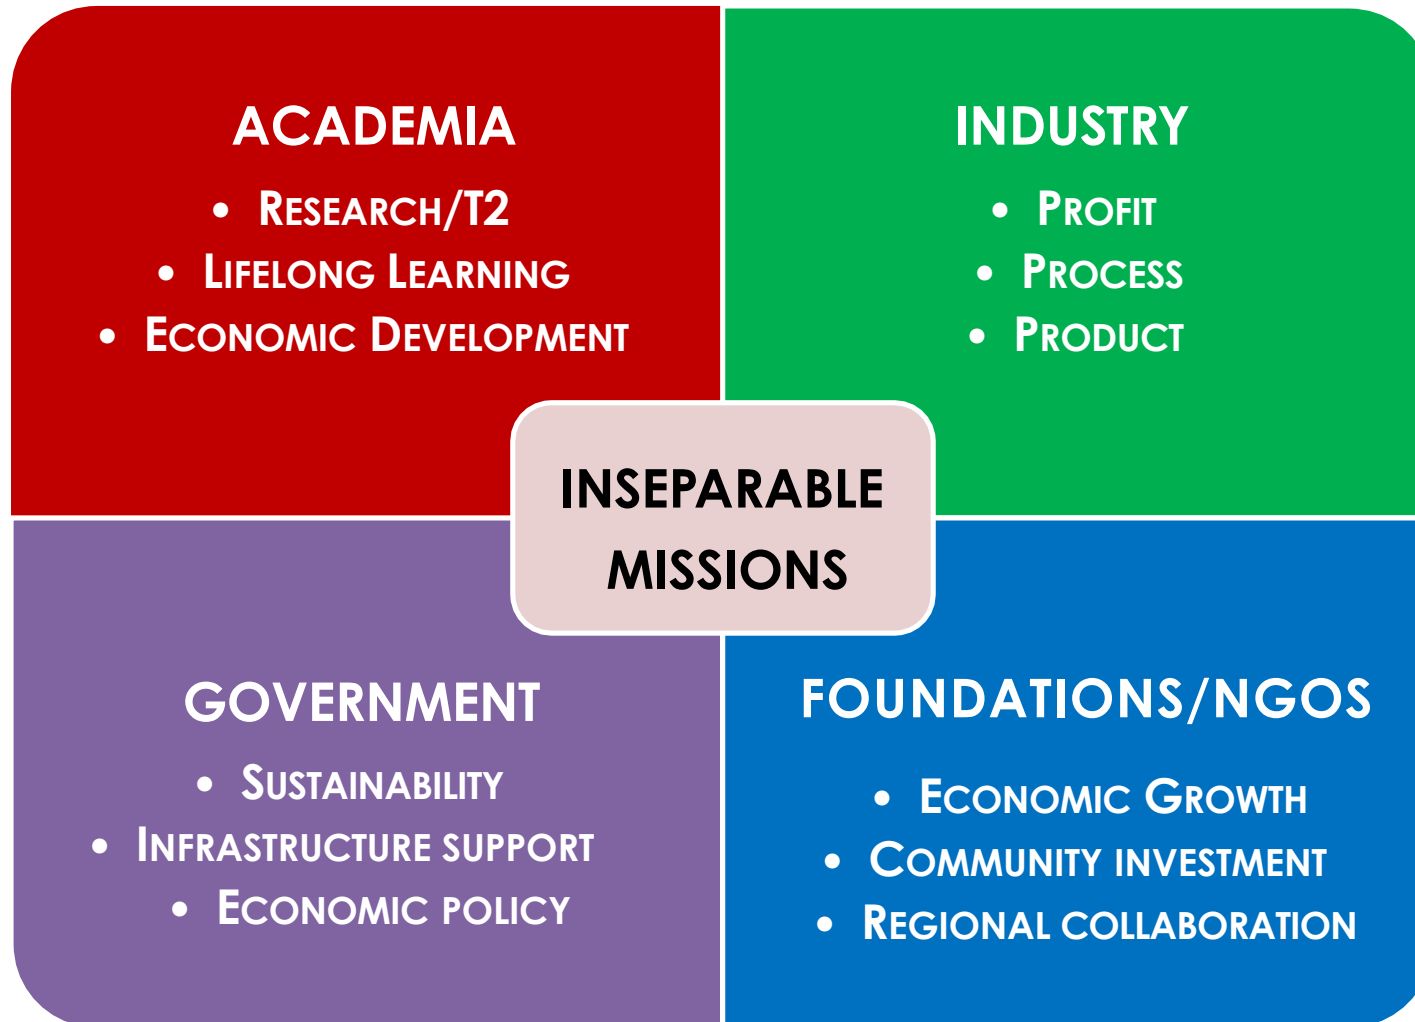 ACADEMIA
• RESEARCH/T2
• LIFELONG LEARNING
• ECONOMIC DEVELOPMENT
INDUSTRY
• PROFIT
• PROCESS
• PRODUCT
INSEPARABLE
MISSIONS
GOVERNMENT
• SUSTAINABILITY
• INFRASTRUCTURE SUPPORT
• ECONOMIC POLICY
FOUNDATIONS/NGOS
• ECONOMIC GROWTH
• COMMUNITY INVESTMENT
• REGIONAL COLLABORATION